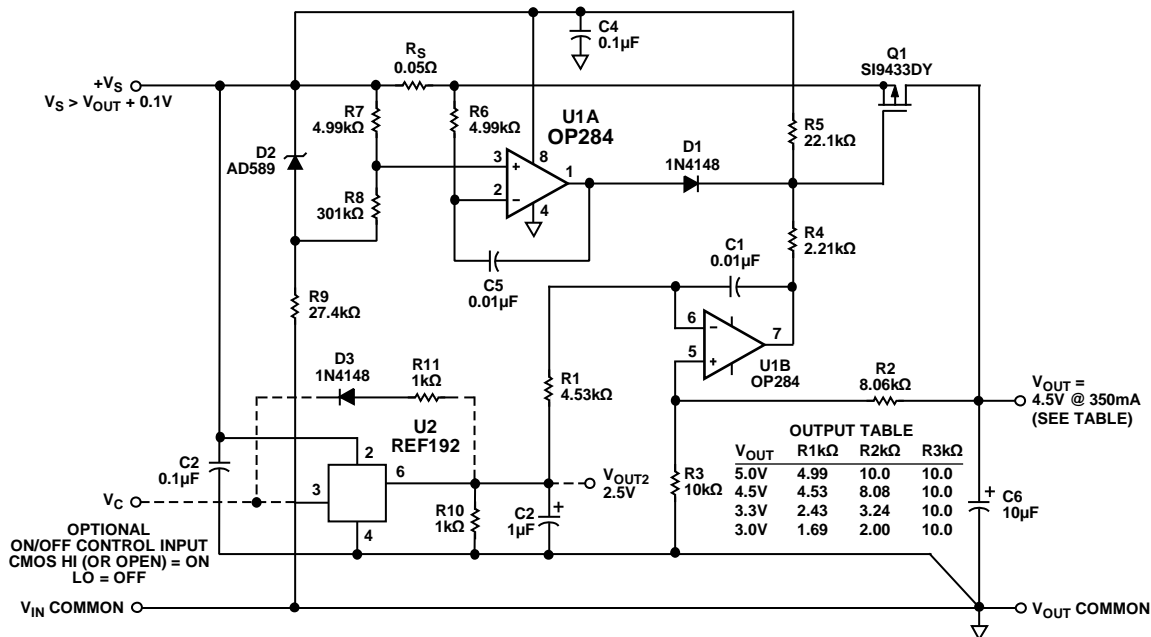 C4
0.1µF
RS
0.05Ω
Q1
SI9433DY
+VS
VS > VOUT + 0.1V
R7
4.99kΩ
R6
4.99kΩ
U1A
OP284
8
3
+
1
2
−
4
D1
1N4148
R5
22.1kΩ
D2
AD589
R8
301kΩ
C5
0.01µF
R4
2.21kΩ
C1
0.01µF
R9
27.4kΩ
6
−
7
5
+
U1B
OP284
D3
1N4148
R11
1kΩ
R1
4.53kΩ
R2
8.06kΩ
VOUT =
4.5V @ 350mA
(SEE TABLE)
U2
REF192
2
6
3
4
C2
0.1µF
VC
OPTIONAL
ON/OFF CONTROL INPUT
CMOS HI (OR OPEN) = ON
LO = OFF
R10
1kΩ
C2
1µF
+
VOUT2
2.5V
R3
10kΩ
OUTPUT TABLE
VOUT R1kΩ R2kΩ R3kΩ
5.0V 4.99 10.0 10.0
4.5V 4.53 8.08 10.0
3.3V 2.43 3.24 10.0
3.0V 1.69 2.00 10.0
+
C6
10µF
VIN COMMON
VOUT COMMON